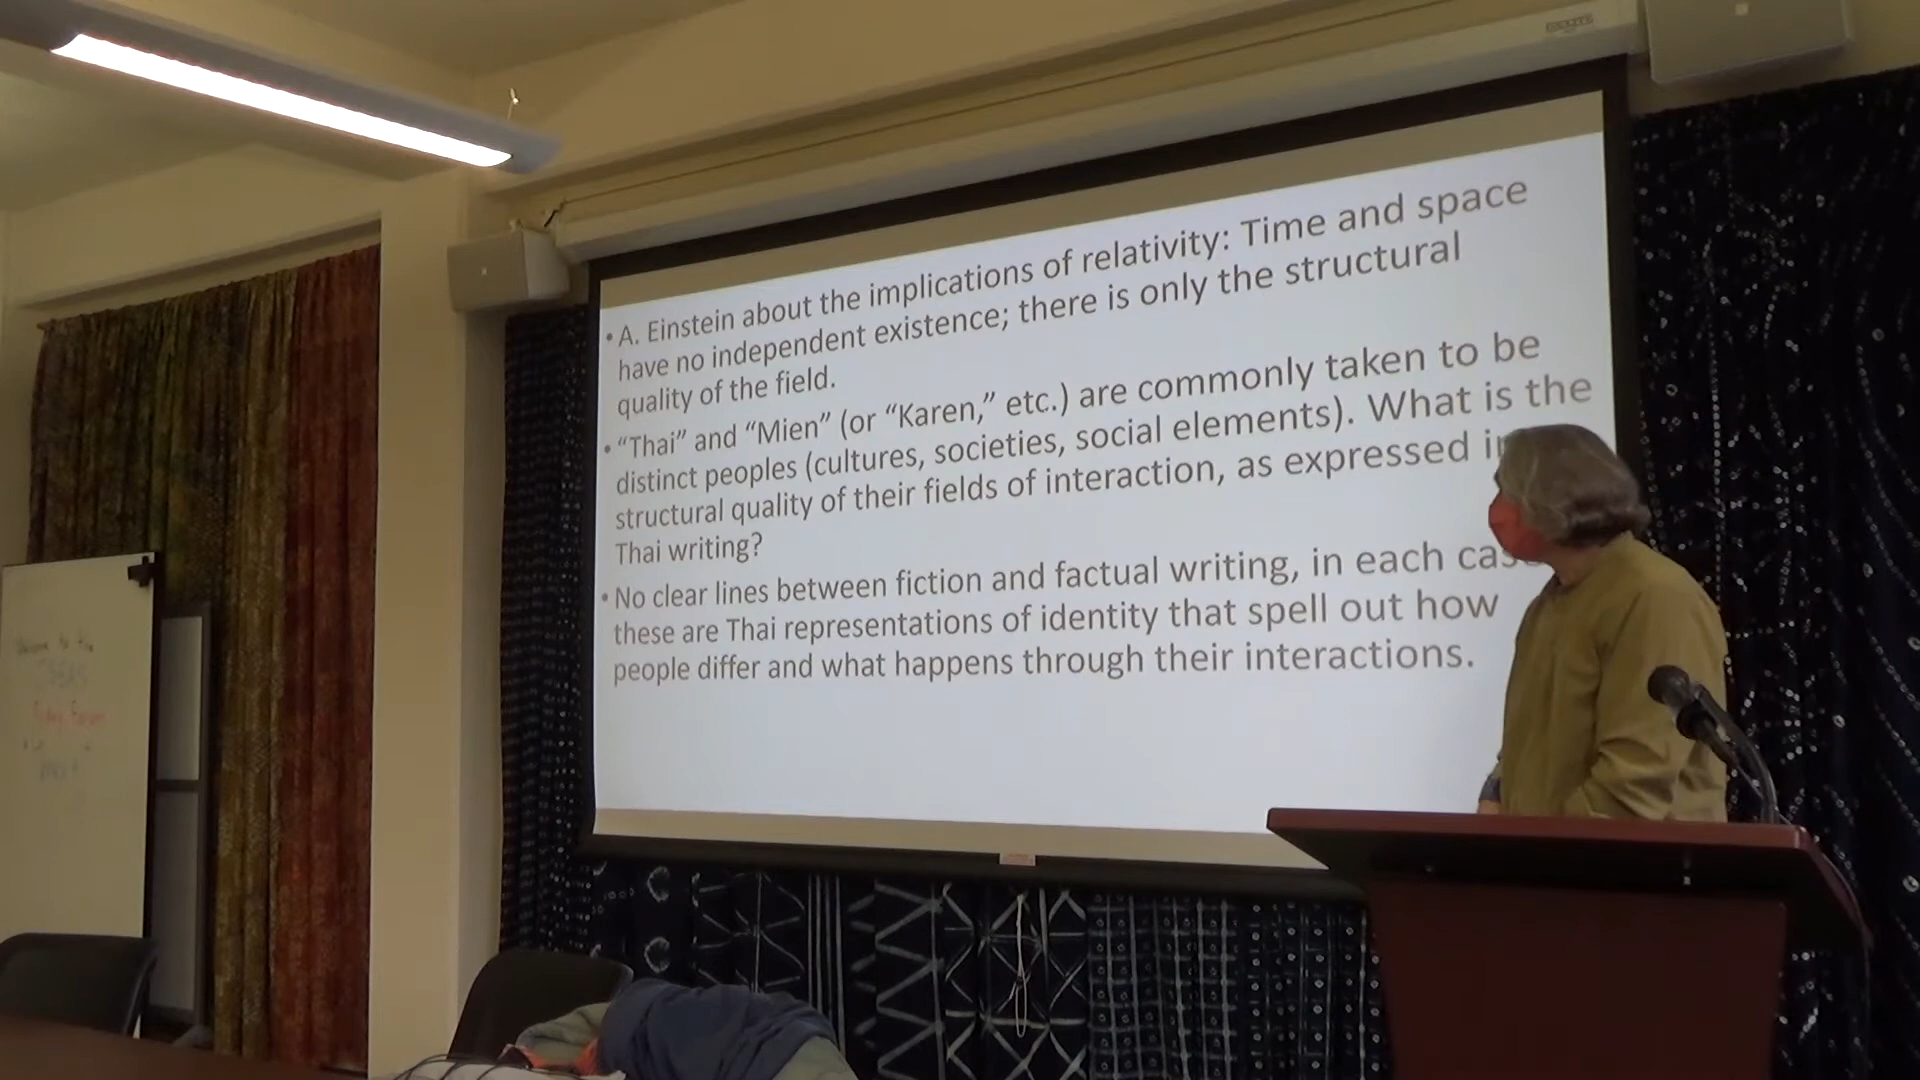 • A. Einstein about the implications of relativity: Time and space
have no independent existence; there is only the structural
quality of the field.
• “Thai” and “Mien” (or “Karen,” etc.) are commonly taken to be
distinct peoples (cultures, societies, social elements). What is the
structural quality of their fields of interaction, as expressed in
Thai writing?
• No clear lines between fiction and factual writing, in each case
these are Thai representations of identity that spell out how
people differ and what happens through their interactions.